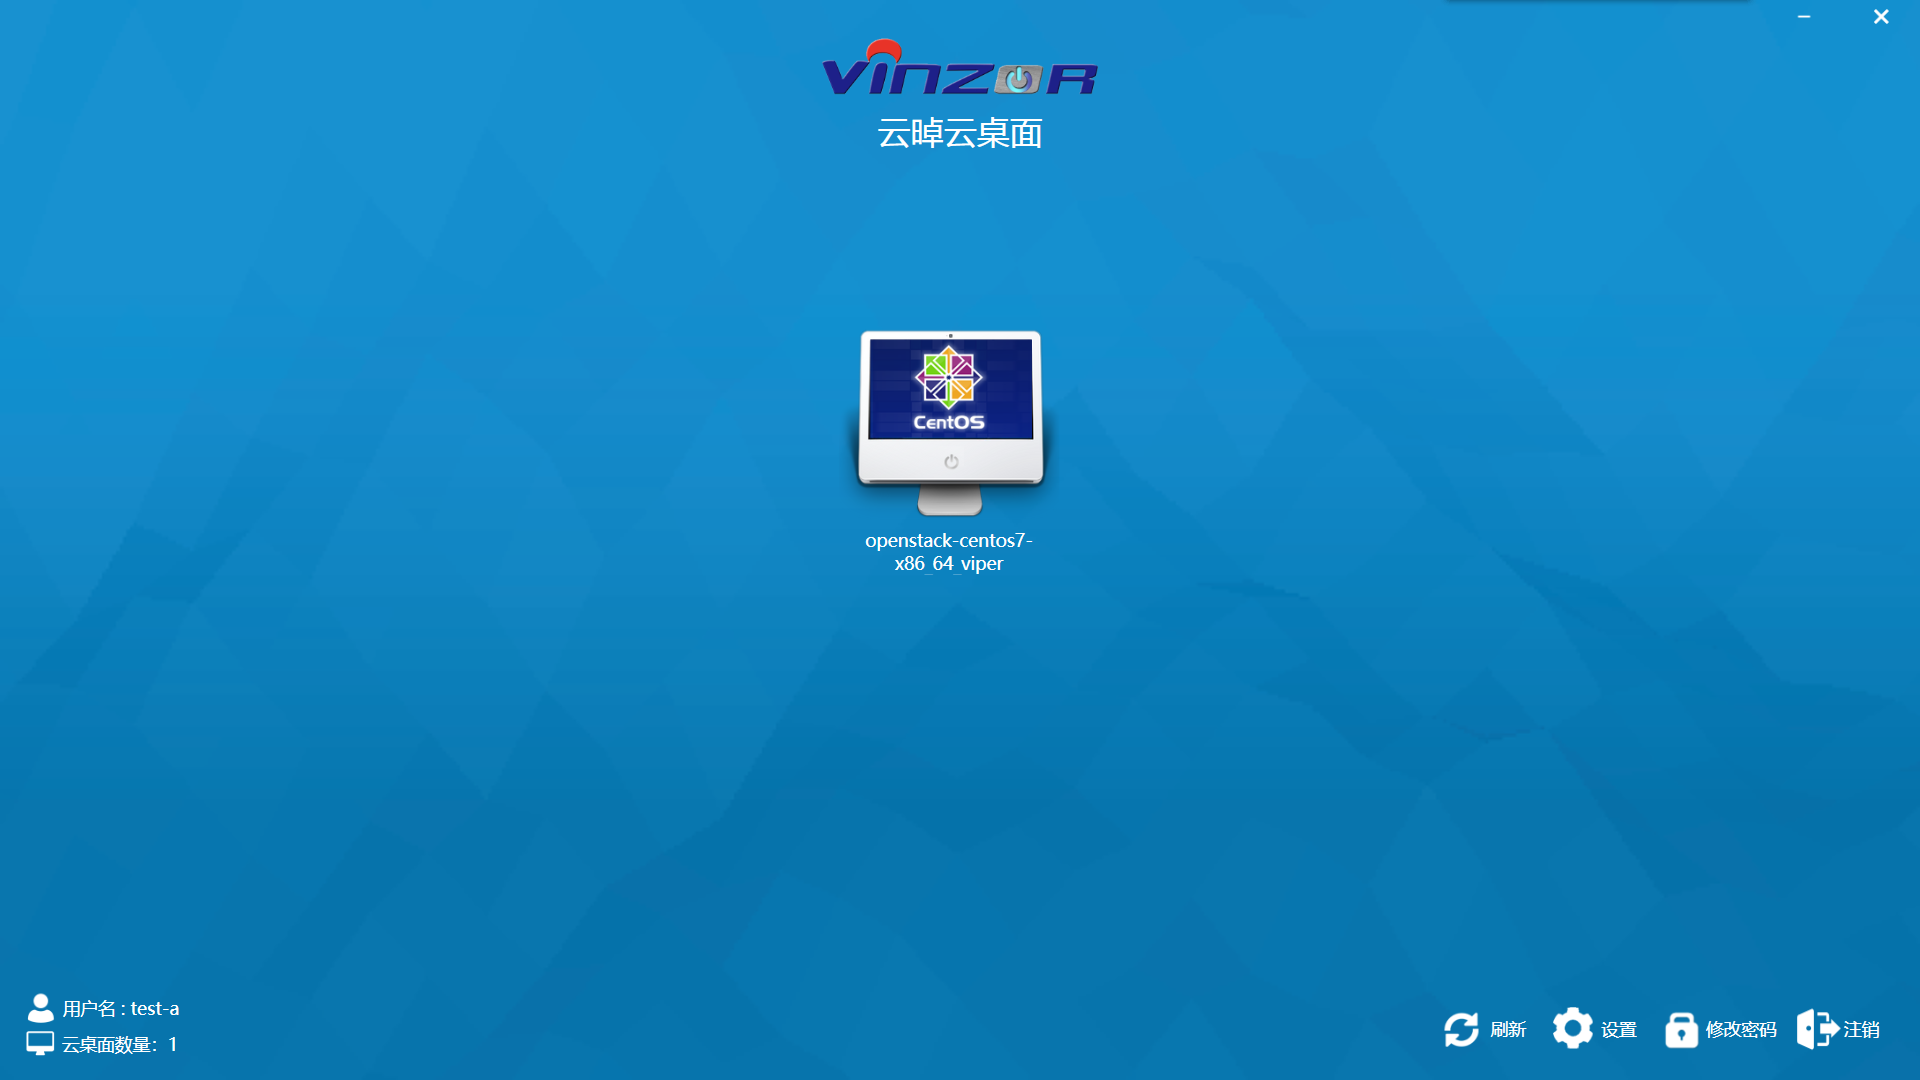 VINZOR
云晫云桌面
CentOS
openstack-centos7-
x86_64_viper
用户名 : test-a
云桌面数量：1
刷新
设置
修改密码
注销